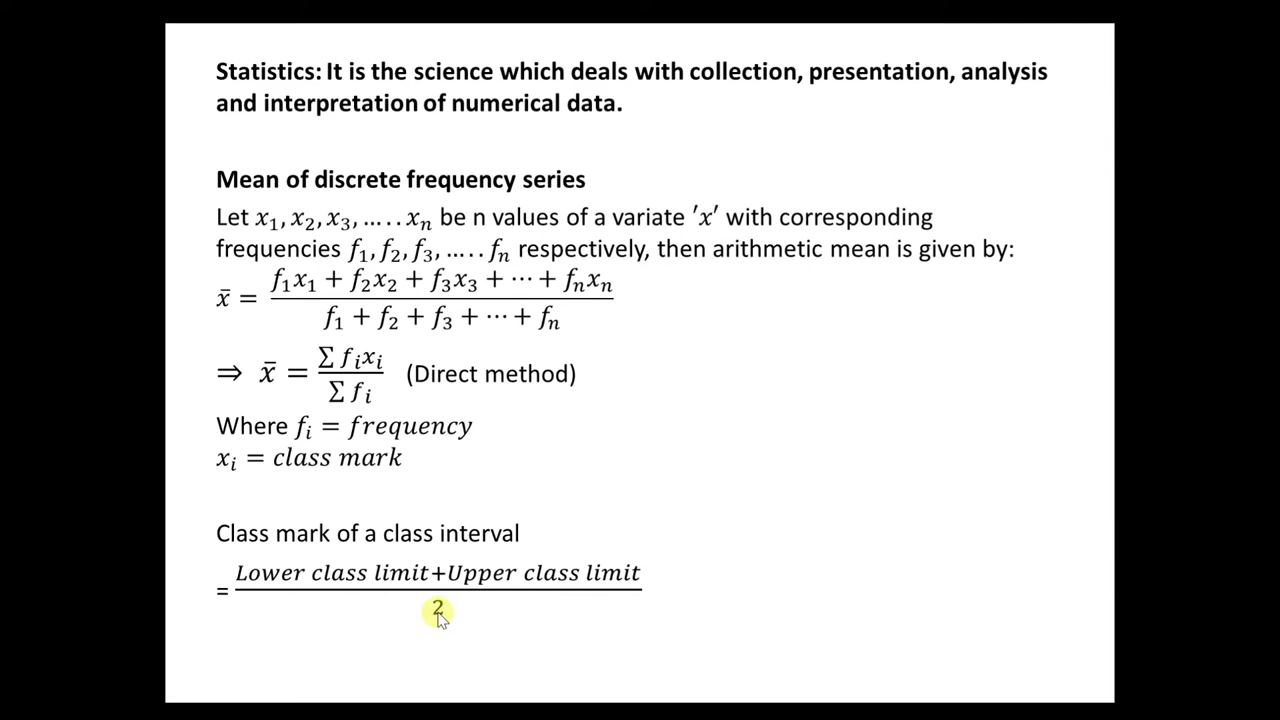 Statistics: It is the science which deals with collection, presentation, analysis
and interpretation of numerical data.
Mean of discrete frequency series
Let x₁, x₂, x₃, ..... xₙ be n values of a variate ′x′ with corresponding
frequencies f₁, f₂, f₃, ..... fₙ respectively, then arithmetic mean is given by:
x̄ = (f₁x₁ + f₂x₂ + f₃x₃ + ⋯ + fₙxₙ) / (f₁ + f₂ + f₃ + ⋯ + fₙ)
⇒ x̄ = (∑ fᵢxᵢ) / (∑ fᵢ) (Direct method)
Where fᵢ = frequency
xᵢ = class mark
Class mark of a class interval
= (Lower class limit+Upper class limit) / 2